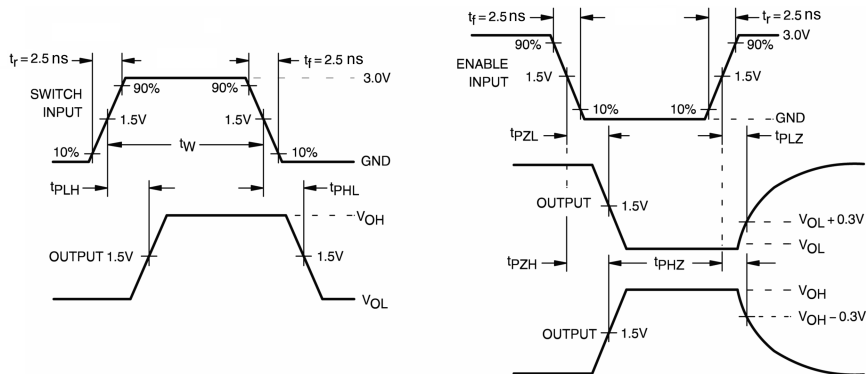 tr = 2.5 ns
tf = 2.5 ns
SWITCH
INPUT
90%
90%
3.0V
1.5V
1.5V
tW
10%
10%
GND
tPLH
tPHL
VOH
OUTPUT 1.5V
1.5V
VOL
tf = 2.5 ns
tr = 2.5 ns
ENABLE
INPUT
90%
90%
3.0V
1.5V
1.5V
10%
10%
GND
tPZL
tPLZ
OUTPUT
1.5V
VOL + 0.3V
VOL
tPZH
tPHZ
VOH
VOH – 0.3V
OUTPUT
1.5V